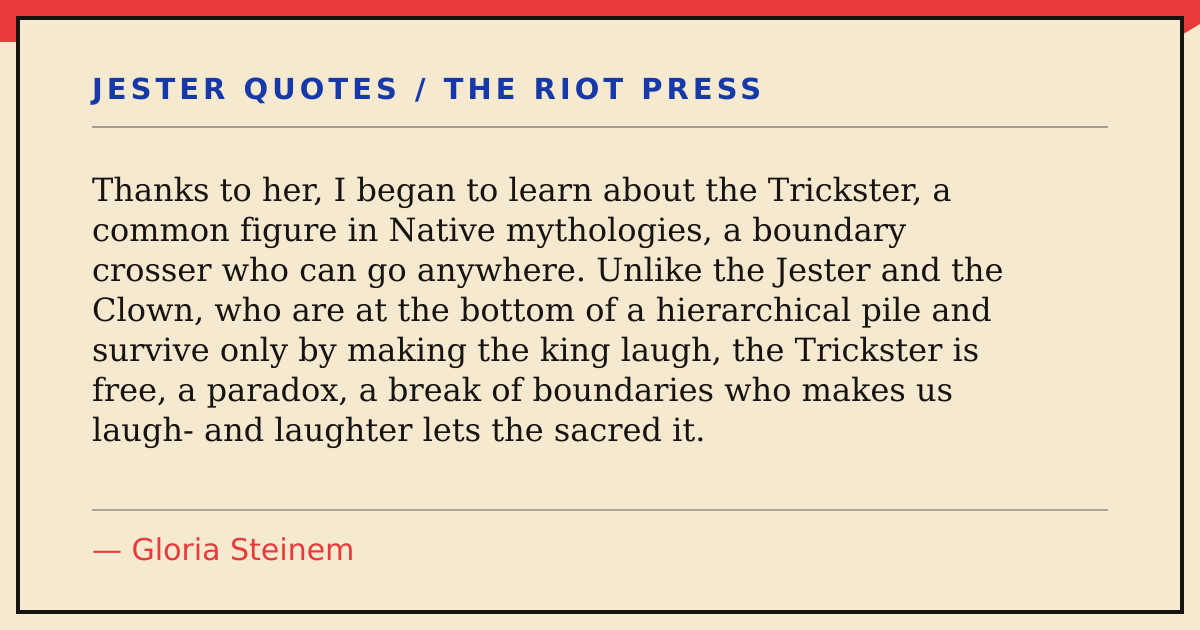 JESTER QUOTES / THE RIOT PRESS
Thanks to her, I began to learn about the Trickster, a
common figure in Native mythologies, a boundary
crosser who can go anywhere. Unlike the Jester and the
Clown, who are at the bottom of a hierarchical pile and
survive only by making the king laugh, the Trickster is
free, a paradox, a break of boundaries who makes us
laugh- and laughter lets the sacred it.
— Gloria Steinem